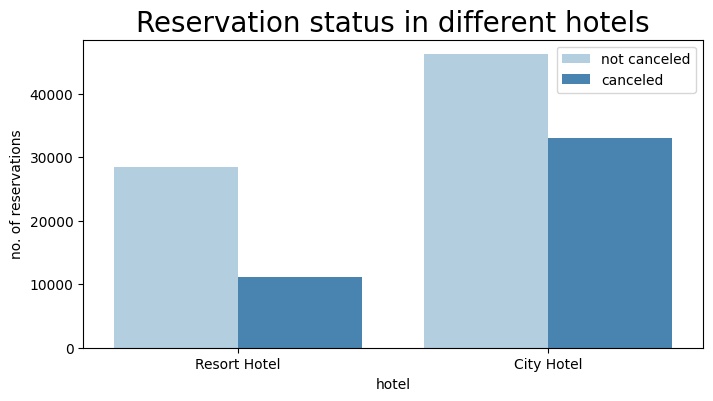 Reservation status in different hotels
not canceled
canceled
40000
30000
20000
10000
0
no. of reservations
Resort Hotel
City Hotel
hotel